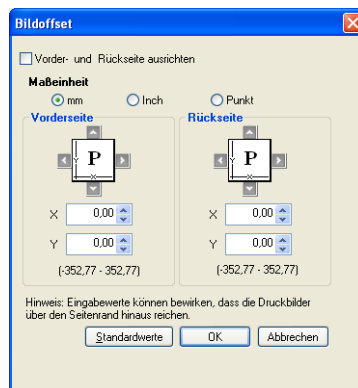 Bildoffset
Vorder- und Rückseite ausrichten
Maßeinheit
mm Inch Punkt
Vorderseite Rückseite
Y P X Y P X
X 0,00 X 0,00
Y 0,00 Y 0,00
(-352,77 - 352,77) (-352,77 - 352,77)
Hinweis: Eingabewerte können bewirken, dass die Druckbilder
über den Seitenrand hinaus reichen.
Standardwerte OK Abbrechen